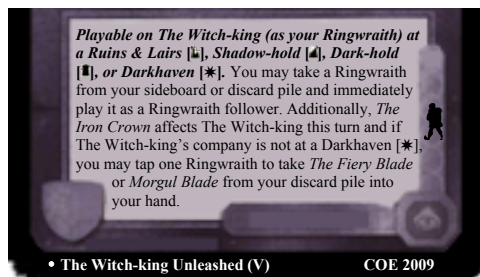 Playable on The Witch-king (as your Ringwraith) at
a Ruins & Lairs [], Shadow-hold [], Dark-hold
[], or Darkhaven [✶]. You may take a Ringwraith
from your sideboard or discard pile and immediately
play it as a Ringwraith follower. Additionally, The
Iron Crown affects The Witch-king this turn and if
The Witch-king's company is not at a Darkhaven [✶],
you may tap one Ringwraith to take The Fiery Blade
or Morgul Blade from your discard pile into
your hand.
• The Witch-king Unleashed (V) COE 2009